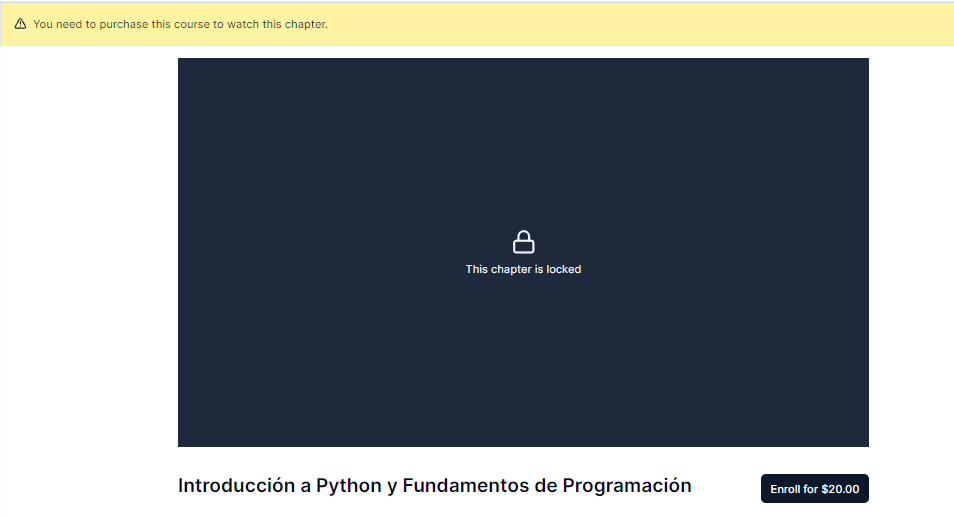 You need to purchase this course to watch this chapter.
This chapter is locked
Introducción a Python y Fundamentos de Programación
Enroll for $20.00